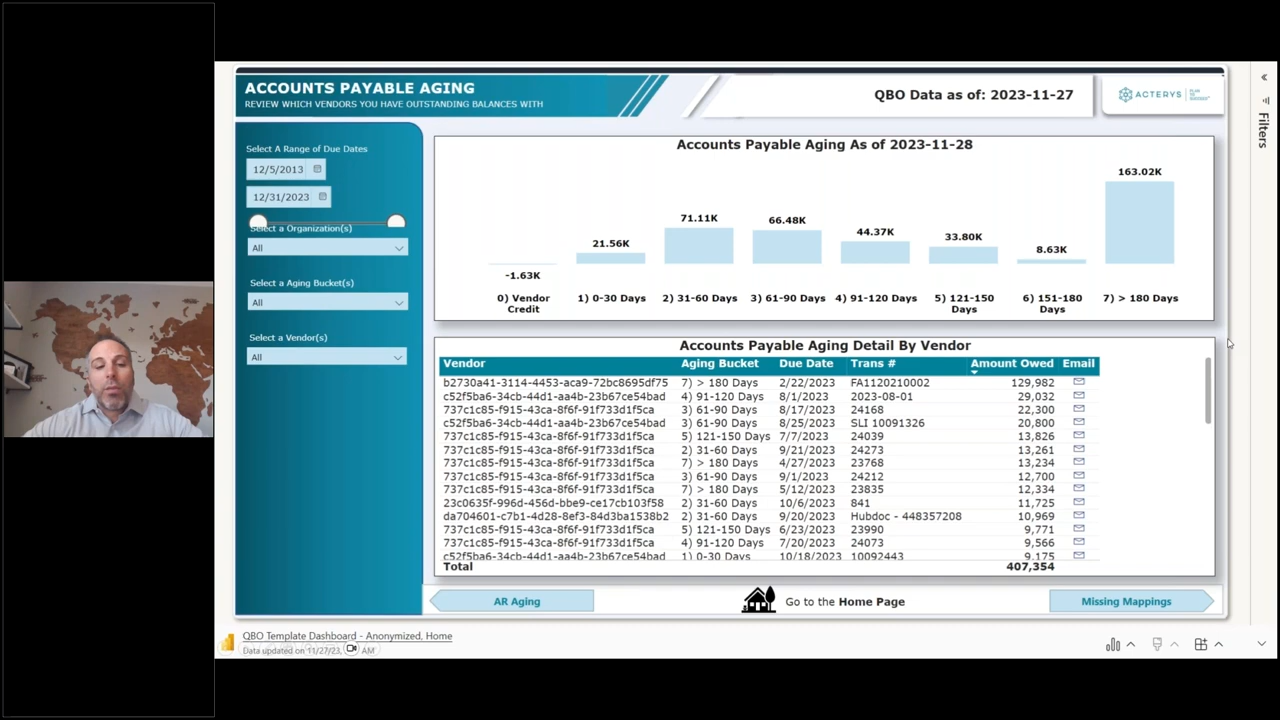 ACCOUNTS PAYABLE AGING
REVIEW WHICH VENDORS YOU HAVE OUTSTANDING BALANCES WITH
QBO Data as of: 2023-11-27
ACTERYS
Filters
Select A Range of Due Dates
12/5/2013
12/31/2023
Select a Organization(s)
All
Select a Aging Bucket(s)
All
Select a Vendor(s)
All
Accounts Payable Aging As of 2023-11-28
-1.63K
21.56K
71.11K
66.48K
44.37K
33.80K
8.63K
163.02K
0) Vendor Credit
1) 0-30 Days
2) 31-60 Days
3) 61-90 Days
4) 91-120 Days
5) 121-150 Days
6) 151-180 Days
7) > 180 Days
Accounts Payable Aging Detail By Vendor
Vendor Aging Bucket Due Date Trans # Amount Owed Email
b2730a41-3114-4453-aca9-72bc8695df75 7) > 180 Days 2/22/2023 FA1120210002 129,982
c52f5ba6-34cb-44d1-aa4b-23b67ce54bad 4) 91-120 Days 8/1/2023 2023-08-01 29,032
737c1c85-f915-43ca-8f6f-91f733d1f5ca 3) 61-90 Days 8/17/2023 24168 22,300
c52f5ba6-34cb-44d1-aa4b-23b67ce54bad 3) 61-90 Days 8/25/2023 SLI 10091326 20,800
737c1c85-f915-43ca-8f6f-91f733d1f5ca 5) 121-150 Days 7/7/2023 24039 13,826
737c1c85-f915-43ca-8f6f-91f733d1f5ca 2) 31-60 Days 9/21/2023 24273 13,261
737c1c85-f915-43ca-8f6f-91f733d1f5ca 7) > 180 Days 4/27/2023 23768 13,234
737c1c85-f915-43ca-8f6f-91f733d1f5ca 3) 61-90 Days 9/1/2023 24212 12,700
737c1c85-f915-43ca-8f6f-91f733d1f5ca 7) > 180 Days 5/12/2023 23835 12,334
23c0635f-996d-456d-bbe9-ce17cb103f58 2) 31-60 Days 10/6/2023 841 11,725
da704601-c7b1-4d28-8ef3-84d3ba1538b2 2) 31-60 Days 9/20/2023 Hubdoc - 448357208 10,969
737c1c85-f915-43ca-8f6f-91f733d1f5ca 5) 121-150 Days 6/23/2023 23990 9,771
737c1c85-f915-43ca-8f6f-91f733d1f5ca 4) 91-120 Days 7/20/2023 24073 9,566
c52f5ba6-34cb-44d1-aa4b-23b67ce54bad 1) 0-30 Days 10/18/2023 10092443 9,175
Total 407,354
AR Aging
Go to the Home Page
Missing Mappings
QBO Template Dashboard - Anonymized, Home
Data updated on 11/27/23, AM